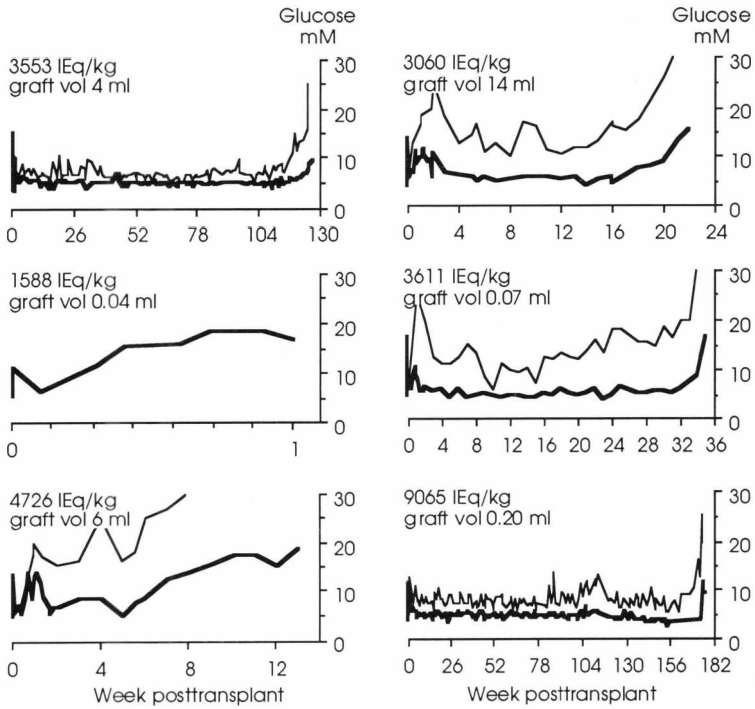 Glucose
mM
3553 IEq/kg
graft vol 4 ml
30
20
10
0
0 26 52 78 104 130
Glucose
mM
3060 IEq/kg
graft vol 14 ml
30
20
10
0
0 4 8 12 16 20 24
1588 IEq/kg
graft vol 0.04 ml
30
20
10
0
0 1
3611 IEq/kg
graft vol 0.07 ml
30
20
10
0
0 4 8 12 16 20 24 28 32 36
4726 IEq/kg
graft vol 6 ml
30
20
10
0
0 4 8 12
Week posttransplant
9065 IEq/kg
graft vol 0.20 ml
30
20
10
0
0 26 52 78 104 130 156 182
Week posttransplant